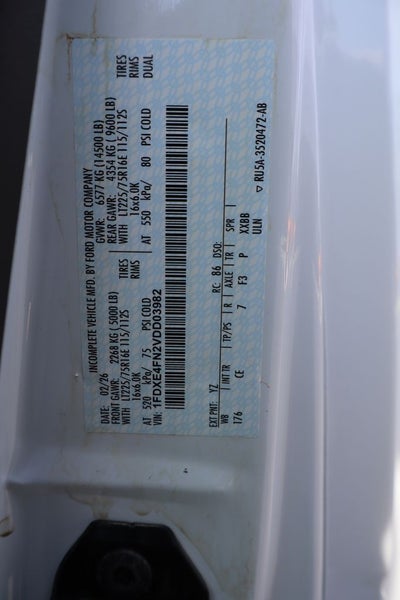 INCOMPLETE VEHICLE MFD. BY FORD MOTOR COMPANY
DATE: 02/26 GVWR: 6577 KG (14500 LB)
FRONT GAWR: 2268 KG (5000 LB) REAR GAWR: 4354 KG (9600 LB)
WITH LT225/75R16E 115/112S TIRES WITH LT225/75R16E 115/112S TIRES
16x6.0K RIMS 16x6.0K RIMS
AT 520 kPa/ 75 PSI COLD AT 550 kPa/ 80 PSI COLD DUAL
VIN: 1FDXE4FN2VDD03982
EXT PNT: YZ RC: 86 DSO:
WB INT TR TP/PS R AXLE TR SPR
176 CE 7 F3 P XXBB
ULN
▽ RU5A-3520472-AB